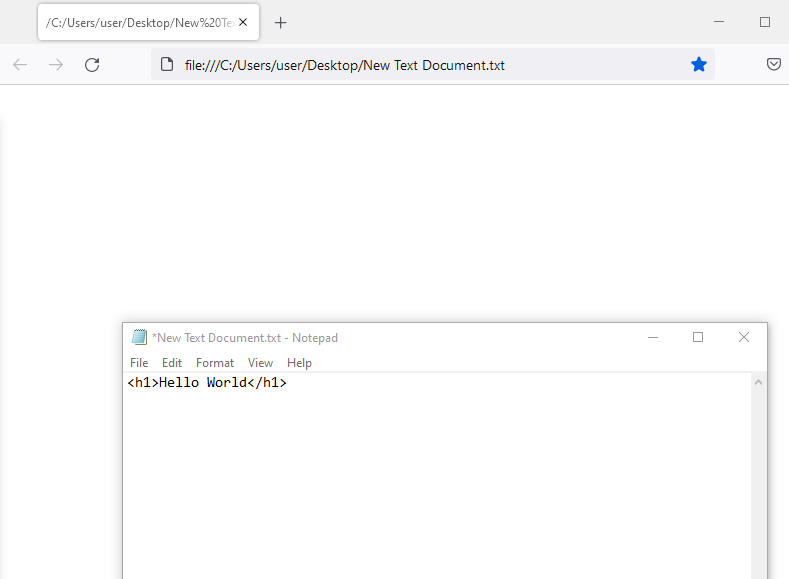 /C:/Users/user/Desktop/New%20Te
file:///C:/Users/user/Desktop/New Text Document.txt
*New Text Document.txt - Notepad
File Edit Format View Help
<h1>Hello World</h1>